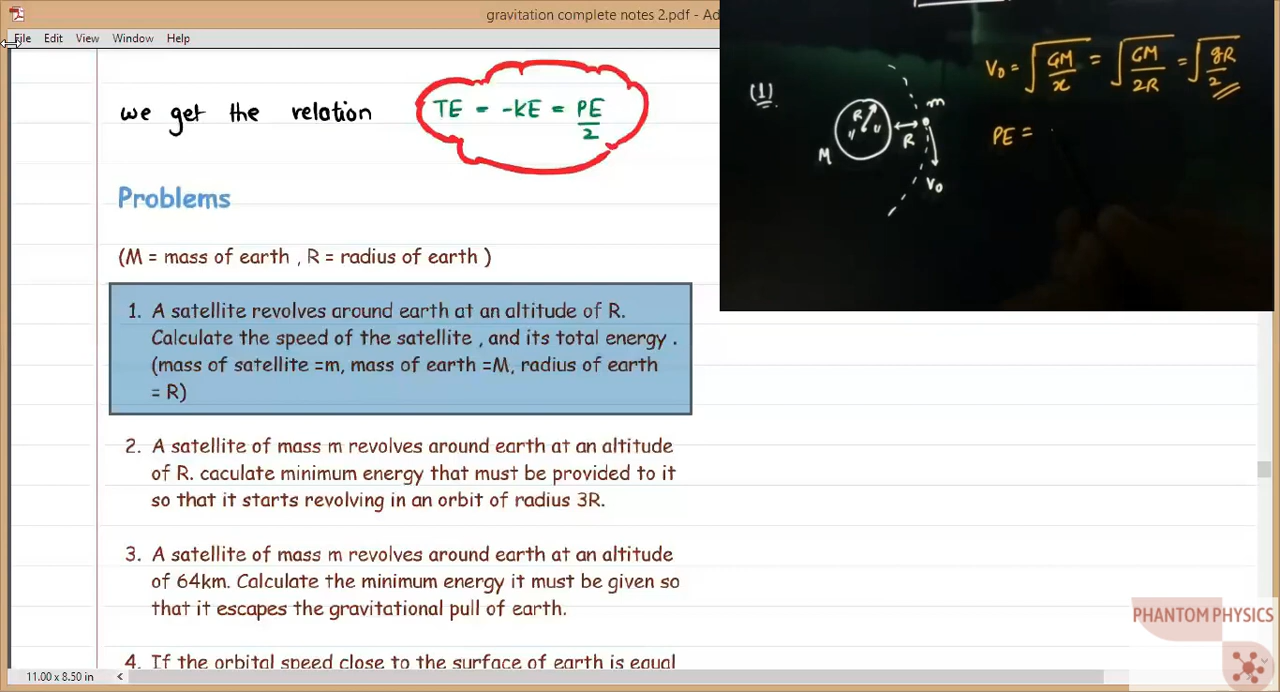 gravitation complete notes 2.pdf - Ad
File Edit View Window Help
we get the relation TE = -KE = PE/2
Problems
(M = mass of earth , R = radius of earth )
1. A satellite revolves around earth at an altitude of R.
Calculate the speed of the satellite , and its total energy .
(mass of satellite =m, mass of earth =M, radius of earth
= R)
2. A satellite of mass m revolves around earth at an altitude
of R. caculate minimum energy that must be provided to it
so that it starts revolving in an orbit of radius 3R.
3. A satellite of mass m revolves around earth at an altitude
of 64km. Calculate the minimum energy it must be given so
that it escapes the gravitational pull of earth.
4. If the orbital speed close to the surface of earth is equal
11.00 x 8.50 in
(1)
R
M
R
m
v₀
V₀ = √(GM/x) = √(GM/2R) = √(gR/2)
PE =
PHANTOM PHYSICS